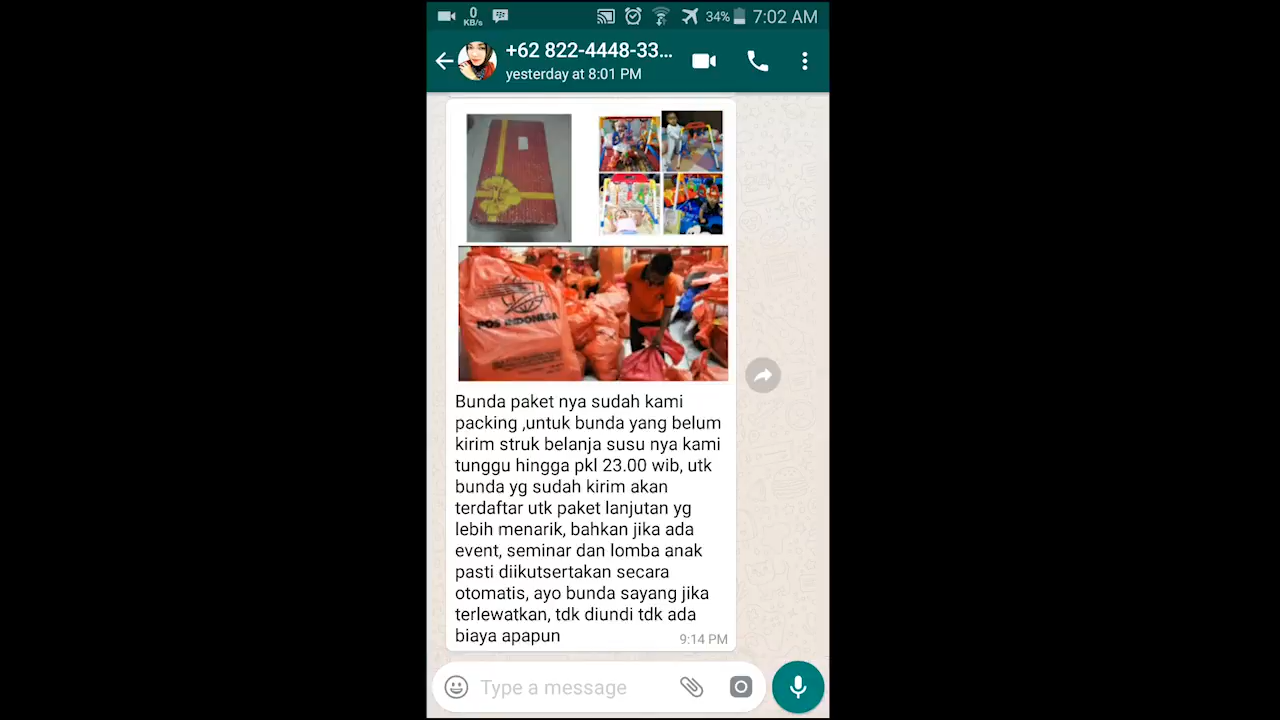 0
KB/s
34%
7:02 AM
+62 822-4448-33...
yesterday at 8:01 PM
POS INDONESIA
Bunda paket nya sudah kami
packing ,untuk bunda yang belum
kirim struk belanja susu nya kami
tunggu hingga pkl 23.00 wib, utk
bunda yg sudah kirim akan
terdaftar utk paket lanjutan yg
lebih menarik, bahkan jika ada
event, seminar dan lomba anak
pasti diikutsertakan secara
otomatis, ayo bunda sayang jika
terlewatkan, tdk diundi tdk ada
biaya apapun
9:14 PM
Type a message